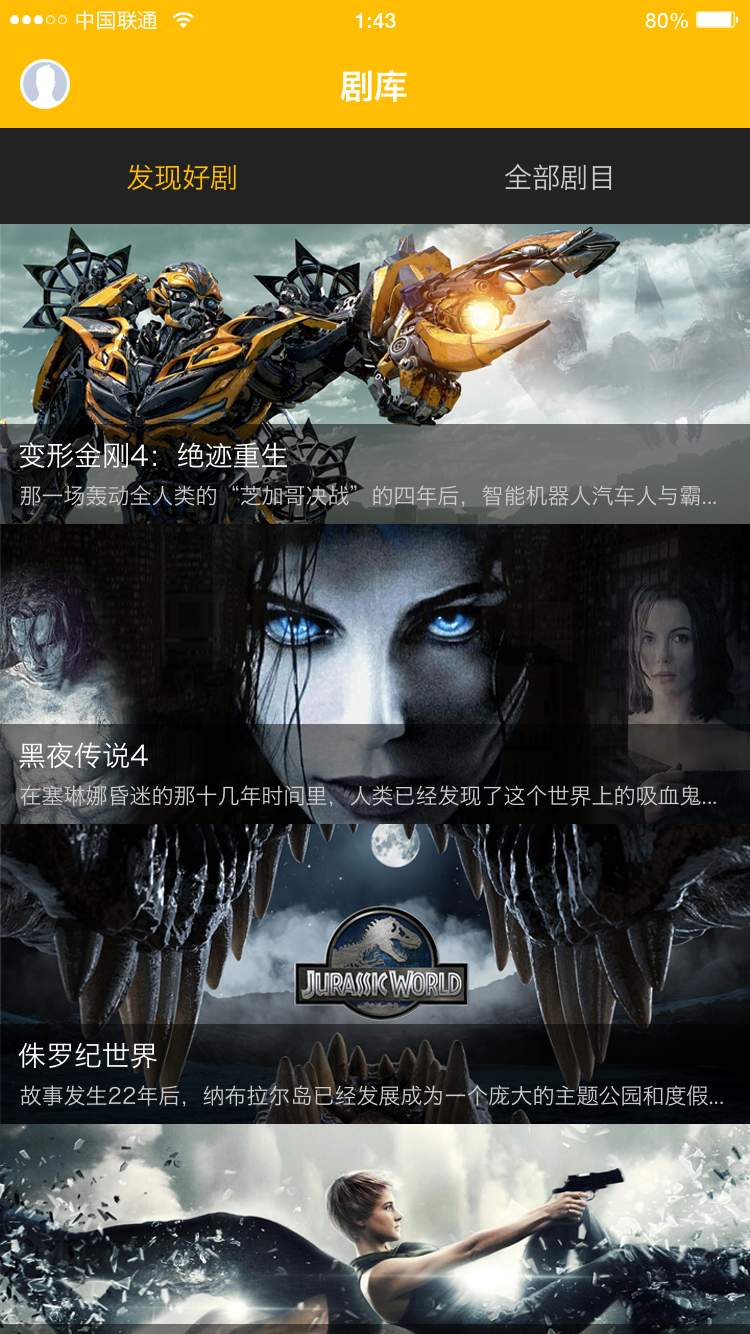 中国联通
1:43
80%
剧库
发现好剧
全部剧目
变形金刚4：绝迹重生
那一场轰动全人类的“芝加哥决战”的四年后，智能机器人汽车人与霸...
黑夜传说4
在塞琳娜昏迷的那十几年时间里，人类已经发现了这个世界上的吸血鬼...
JURASSIC WORLD
侏罗纪世界
故事发生22年后，纳布拉尔岛已经发展成为一个庞大的主题公园和度假...